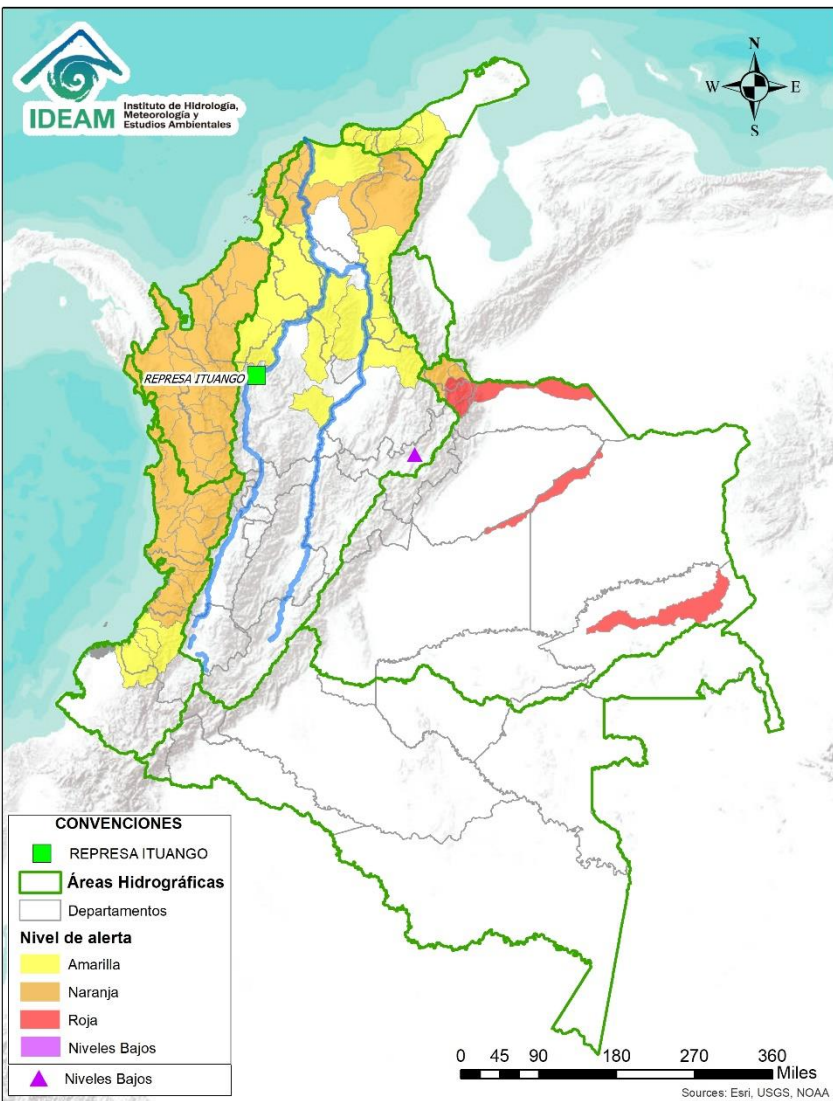 IDEAM
Instituto de Hidrología,
Meteorología y
Estudios Ambientales
N
W
E
S
REPRESA ITUANGO
CONVENCIONES
REPRESA ITUANGO
Áreas Hidrográficas
Departamentos
Nivel de alerta
Amarilla
Naranja
Roja
Niveles Bajos
Niveles Bajos
0 45 90 180 270 360
Miles
Sources: Esri, USGS, NOAA